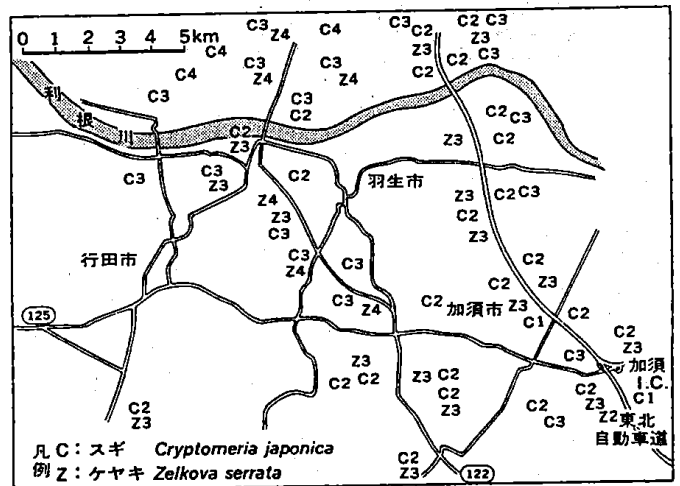 0 1 2 3 4 5km
C3 Z4
C4
C3
C2
Z3
C2
Z3
C3
C4
C4
C3
Z4
C3
Z4
C2
C2
C3
C3
C2
利根川
C2
Z3
C2 C3
Z3
C2
C3
C3
Z3
C2
羽生市
Z4
Z3
C3
Z3
C2 C3
C2
Z3
行田市
C3
Z4
C3
C2
Z3
C2
Z3
C3
Z4
C2
加須市
Z3
C1
C2
125
C2
Z3
C3
加須
I.C.
Z3
C2
C2
Z3
C2
C2
Z3
C2
Z3
C1
Z2
東北
自動車道
C2
C3
C2
Z3
C2
Z3
122
凡例
C：スギ Cryptomeria japonica
Z：ケヤキ Zelkova serrata